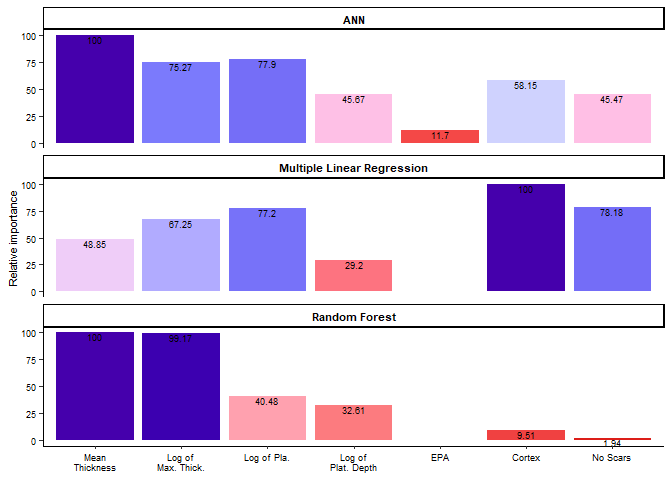 ANN
100
75
50
25
0
100
75.27
77.9
45.67
11.7
58.15
45.47
Multiple Linear Regression
Relative importance
100
75
50
25
0
48.85
67.25
77.2
29.2
100
78.18
Random Forest
100
75
50
25
0
100
99.17
40.48
32.61
9.51
1.94
Mean
Thickness
Log of
Max. Thick.
Log of Pla.
Log of
Plat. Depth
EPA
Cortex
No Scars